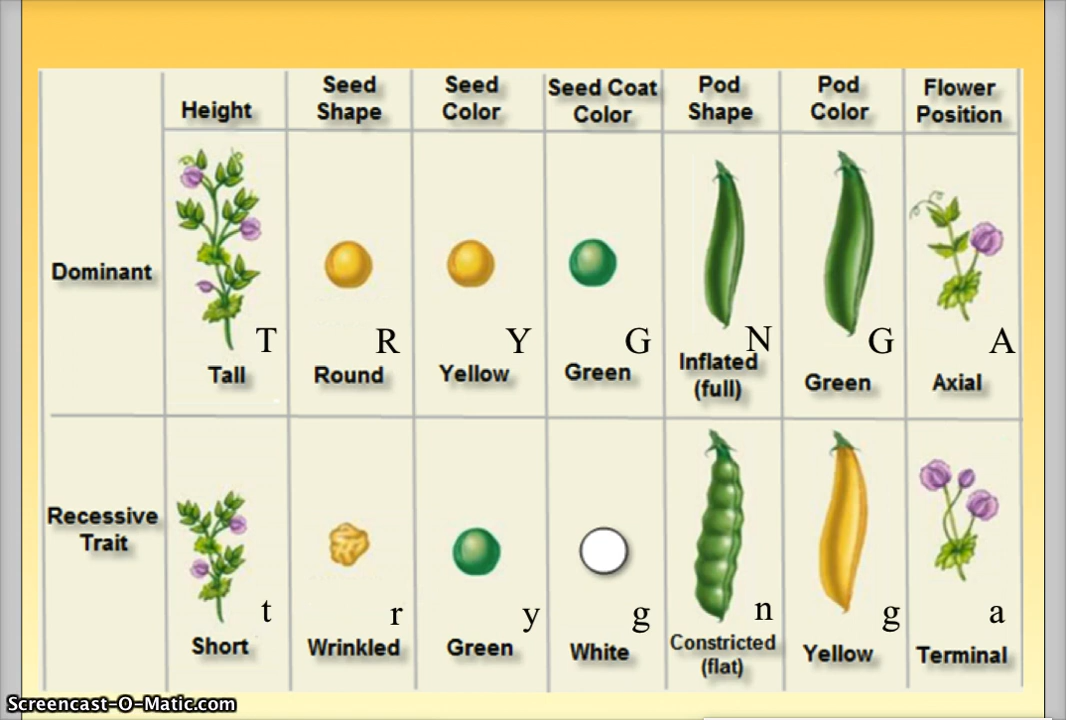 Height
Seed
Shape
Seed
Color
Seed Coat
Color
Pod
Shape
Pod
Color
Flower
Position
Dominant
T
R
Y
G
N
G
A
Tall
Round
Yellow
Green
Inflated
(full)
Green
Axial
Recessive
Trait
t
r
y
g
n
g
a
Short
Wrinkled
Green
White
Constricted
(flat)
Yellow
Terminal
Screencast-O-Matic.com